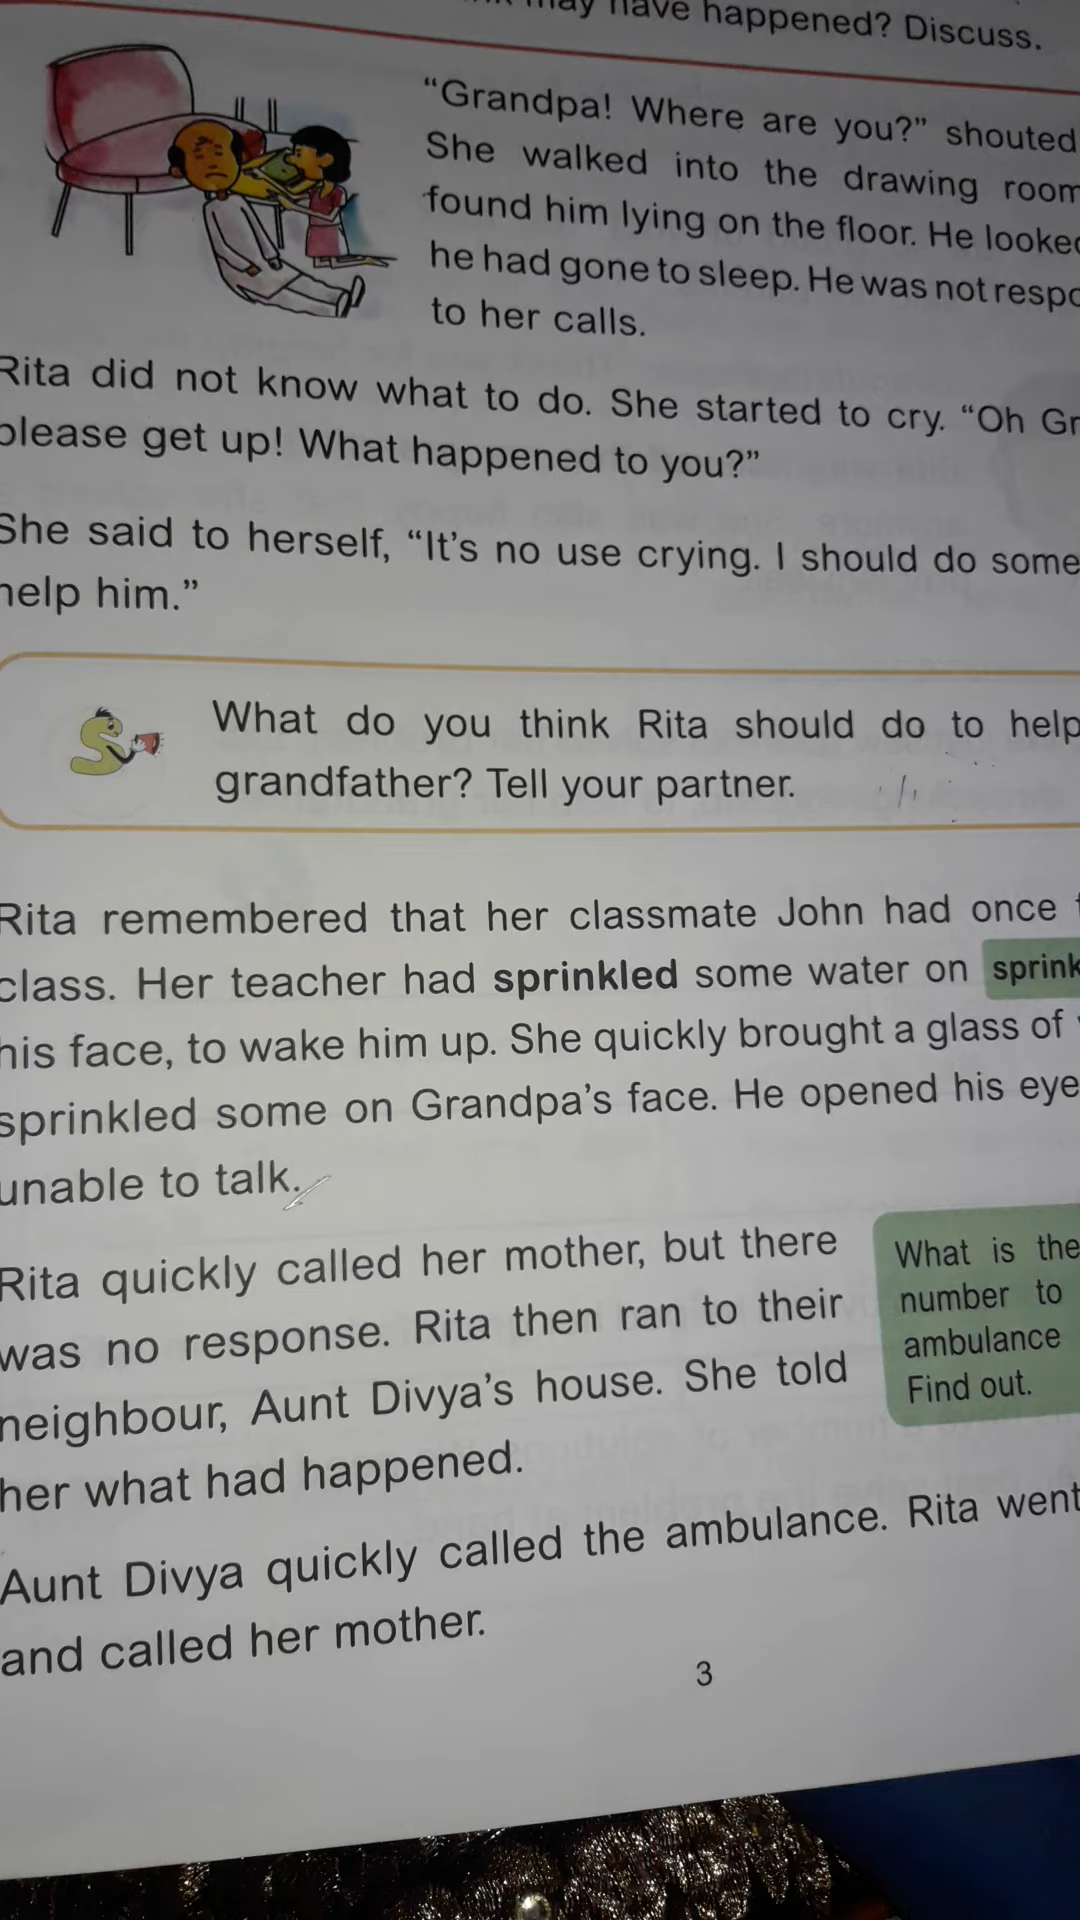 may have happened? Discuss.
“Grandpa! Where are you?” shouted
She walked into the drawing room
found him lying on the floor. He looked
he had gone to sleep. He was not respo
to her calls.
Rita did not know what to do. She started to cry. “Oh Gr
please get up! What happened to you?”
She said to herself, “It’s no use crying. I should do some
help him.”
What do you think Rita should do to help
grandfather? Tell your partner.
Rita remembered that her classmate John had once
class. Her teacher had sprinkled some water on sprink
his face, to wake him up. She quickly brought a glass of
sprinkled some on Grandpa’s face. He opened his eye
unable to talk.
Rita quickly called her mother, but there
was no response. Rita then ran to their
neighbour, Aunt Divya’s house. She told
her what had happened.
What is the
number to
ambulance
Find out.
Aunt Divya quickly called the ambulance. Rita went
and called her mother.
3